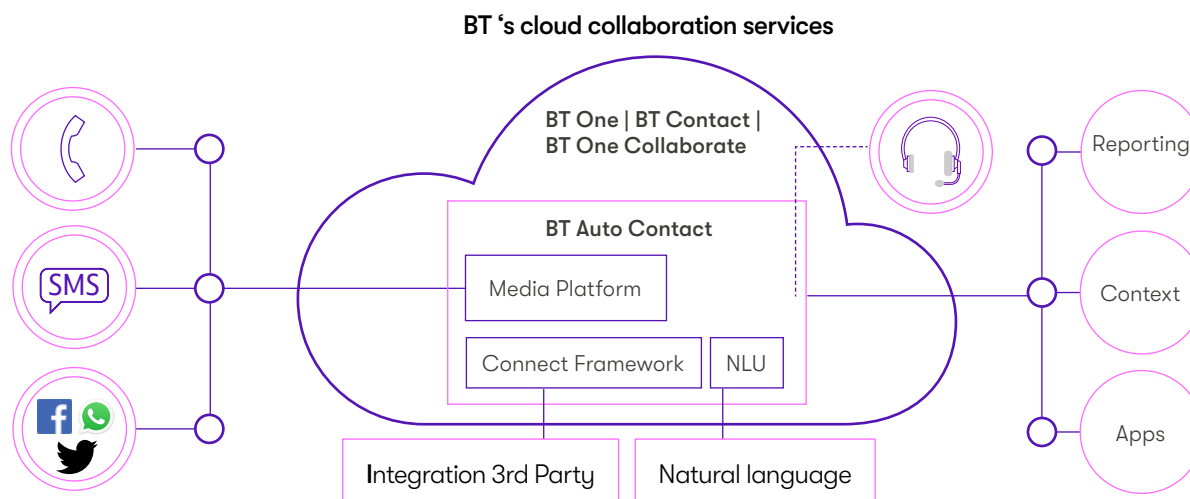 BT ‘s cloud collaboration services
BT One | BT Contact |
BT One Collaborate
Reporting
SMS
BT Auto Contact
Media Platform
Context
Connect Framework
NLU
Apps
Integration 3rd Party
Natural language